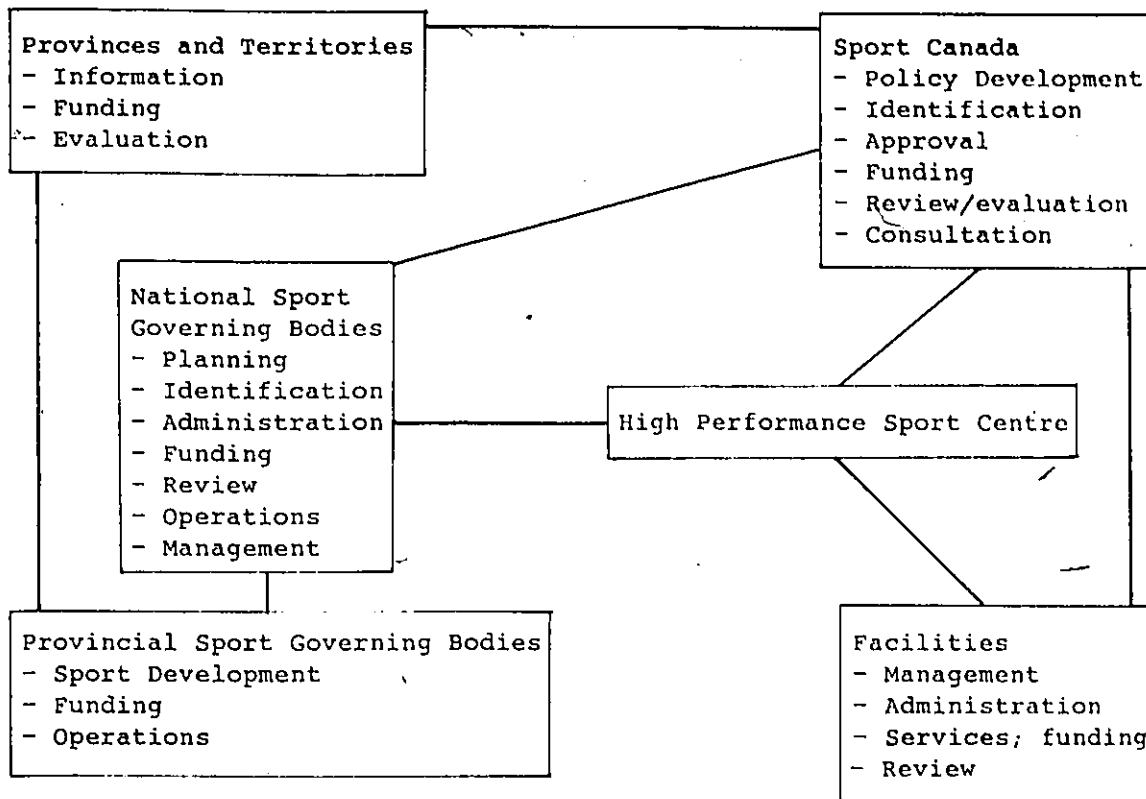 Provinces and Territories
- Information
- Funding
- Evaluation
Sport Canada
- Policy Development
- Identification
- Approval
- Funding
- Review/evaluation
- Consultation
National Sport
Governing Bodies
- Planning
- Identification
- Administration
- Funding
- Review
- Operations
- Management
High Performance Sport Centre
Provincial Sport Governing Bodies
- Sport Development
- Funding
- Operations
Facilities
- Management
- Administration
- Services; funding
- Review